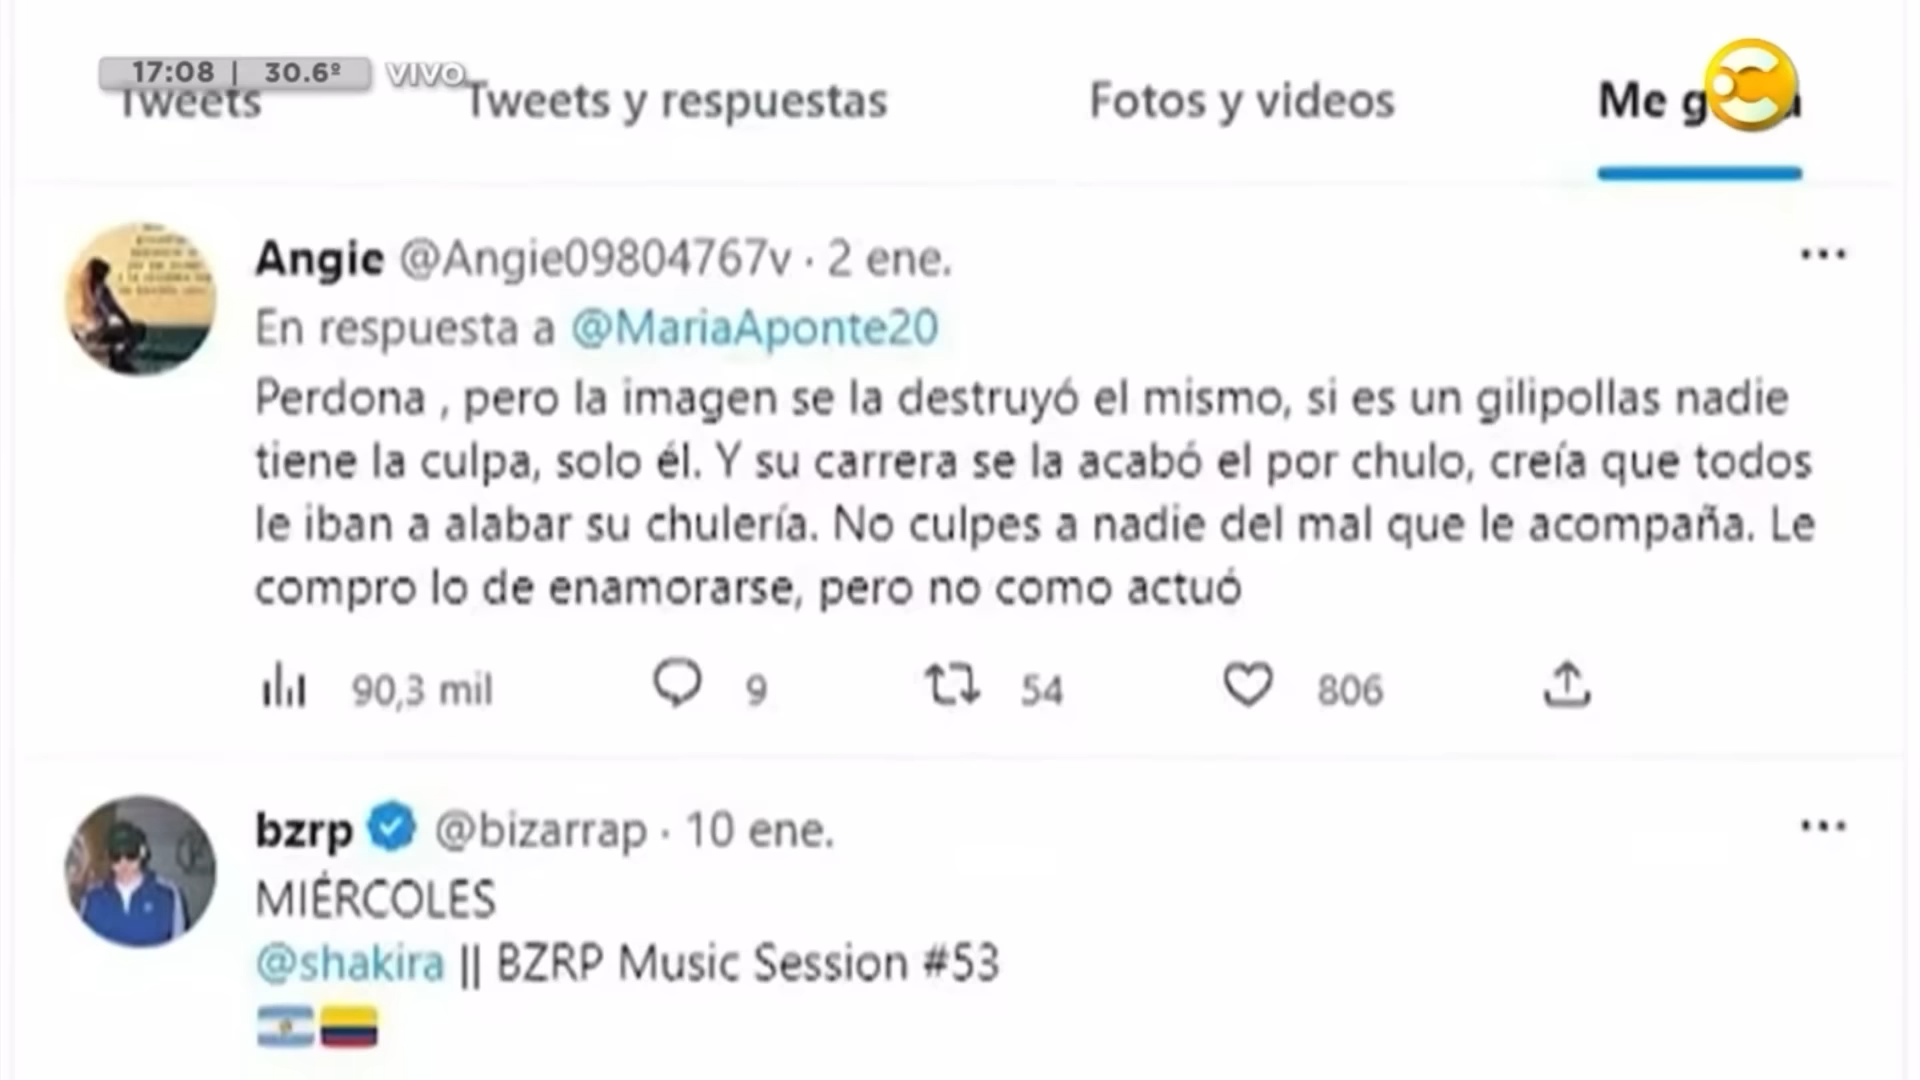 17:08 | 30.6º VIVO
Tweets Tweets y respuestas Fotos y videos Me g
Angie @Angie09804767v · 2 ene.
En respuesta a @MariaAponte20
Perdona , pero la imagen se la destruyó el mismo, si es un gilipollas nadie
tiene la culpa, solo él. Y su carrera se la acabó el por chulo, creía que todos
le iban a alabar su chulería. No culpes a nadie del mal que le acompaña. Le
compro lo de enamorarse, pero no como actuó
90,3 mil 9 54 806
bzrp @bizarrap · 10 ene.
MIÉRCOLES
@shakira || BZRP Music Session #53